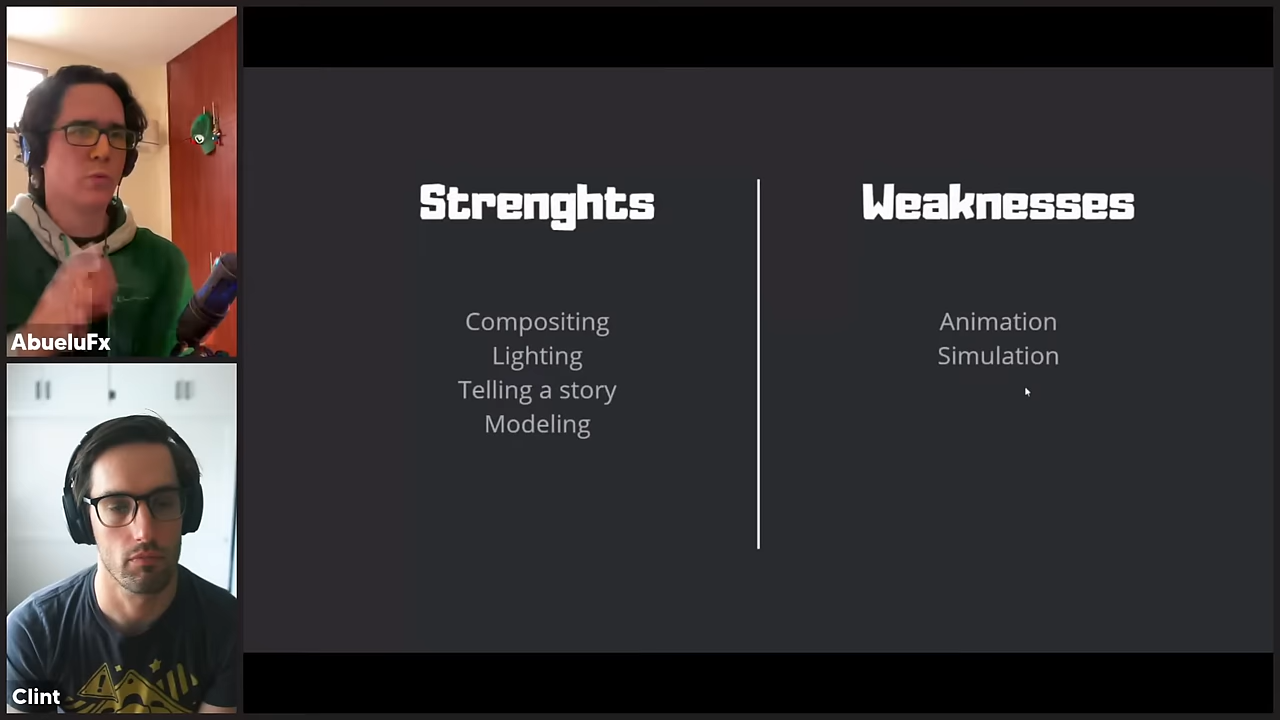 AbueluFx
Clint
Strenghts
Compositing
Lighting
Telling a story
Modeling
Weaknesses
Animation
Simulation